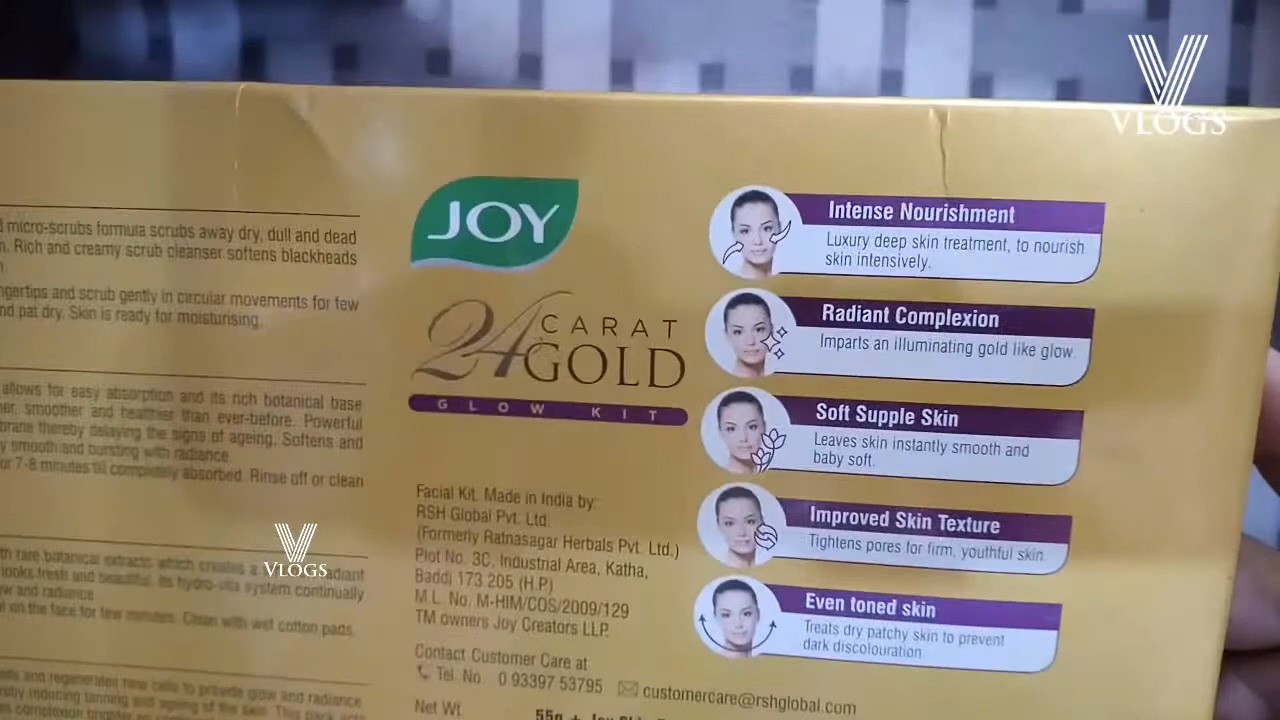 V
VLOGS
micro-scrubs formula scrubs away dry, dull and dead
Rich and creamy scrub cleanser softens blackheads
and scrub gently in circular movements for few
pat dry. Skin is ready for moisturising.
allows for easy absorption and its rich botanical base
smoother and healthier than ever-before. Powerful
thereby delaying the signs of ageing. Softens and
smooth and bursting with radiance.
7-8 minutes till completely absorbed. Rinse off or clean
rare botanical extracts which creates a
looks fresh and beautiful. Its hydro-vita system continually
and radiance.
on the face for few minutes. Clean with wet cotton pads.
and regenerates new cells to provide glow and radiance
reducing tanning and ageing of the skin. This pack
complexion brighter
V
VLOGS
JOY
24 CARAT
GOLD
GLOW KIT
Facial Kit. Made in India by:
RSH Global Pvt. Ltd.
(Formerly Ratnasagar Herbals Pvt. Ltd.)
Plot No. 3C, Industrial Area, Katha,
Baddi 173 205 (H.P.)
M.L. No. M-HIM/COS/2009/129
TM owners Joy Creators LLP.
Contact Customer Care at
Tel. No. 0 93397 53795 customercare@rshglobal.com
Net Wt.
55g + Joy
Intense Nourishment
Luxury deep skin treatment, to nourish
skin intensively.
Radiant Complexion
Imparts an illuminating gold like glow.
Soft Supple Skin
Leaves skin instantly smooth and
baby soft.
Improved Skin Texture
Tightens pores for firm, youthful skin.
Even toned skin
Treats dry patchy skin to prevent
dark discolouration.